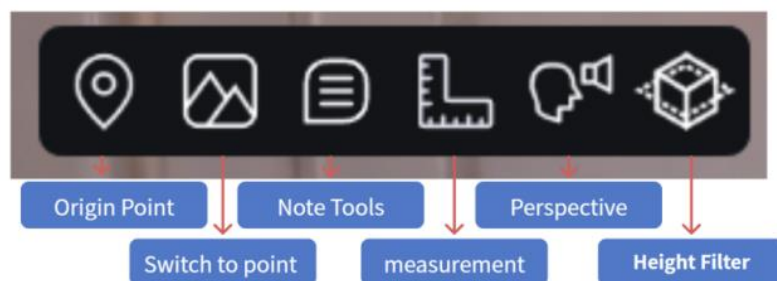 Origin Point
Note Tools
Perspective
Switch to point
measurement
Height Filter